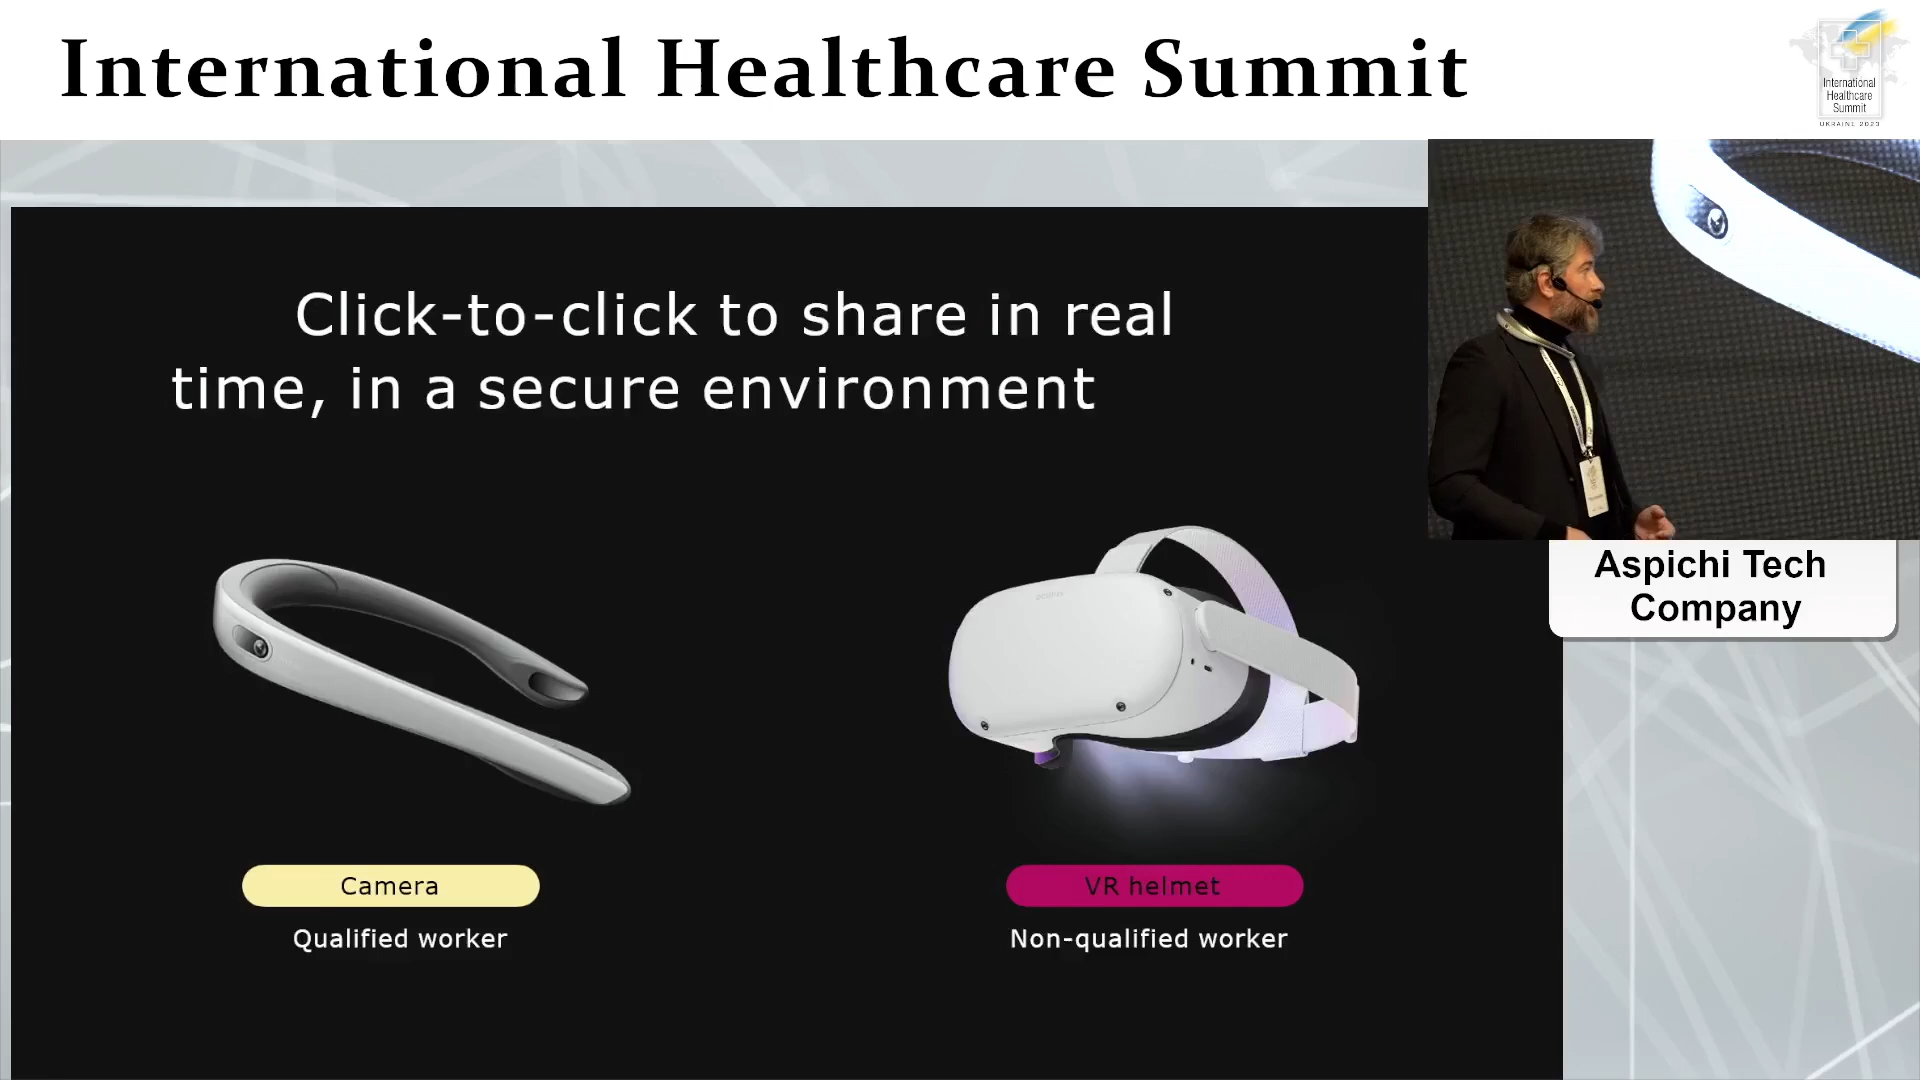 International Healthcare Summit
International
Healthcare
Summit
UKRAINE 2023
Click-to-click to share in real
time, in a secure environment
Aspichi Tech
Company
oculus
Camera
VR helmet
Qualified worker
Non-qualified worker